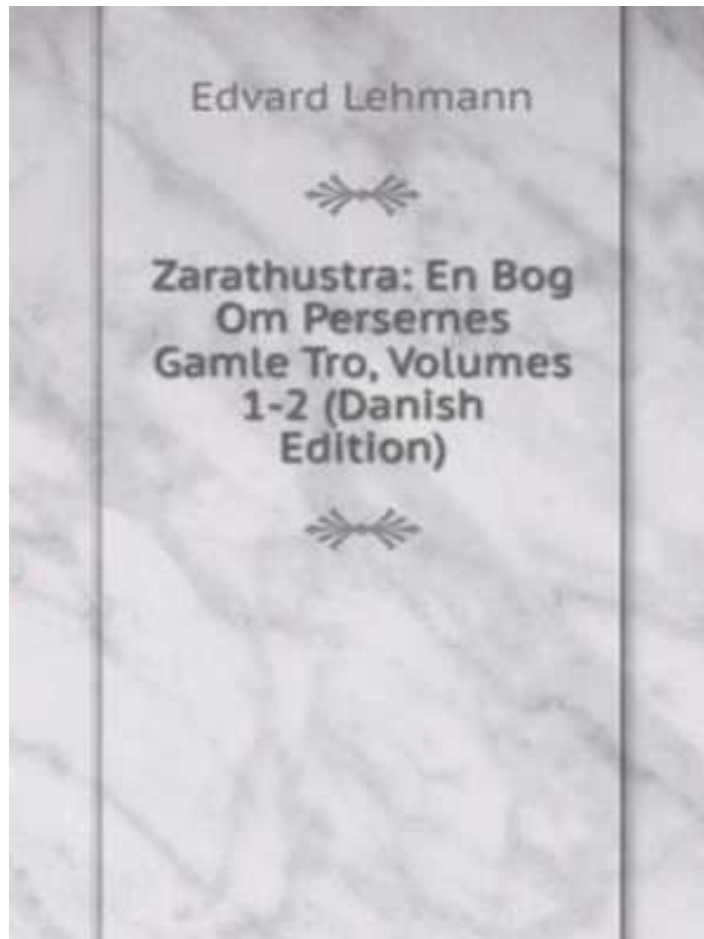 Edvard Lehmann
Zarathustra: En Bog
Om Persernes
Gamle Tro, Volumes
1-2 (Danish
Edition)